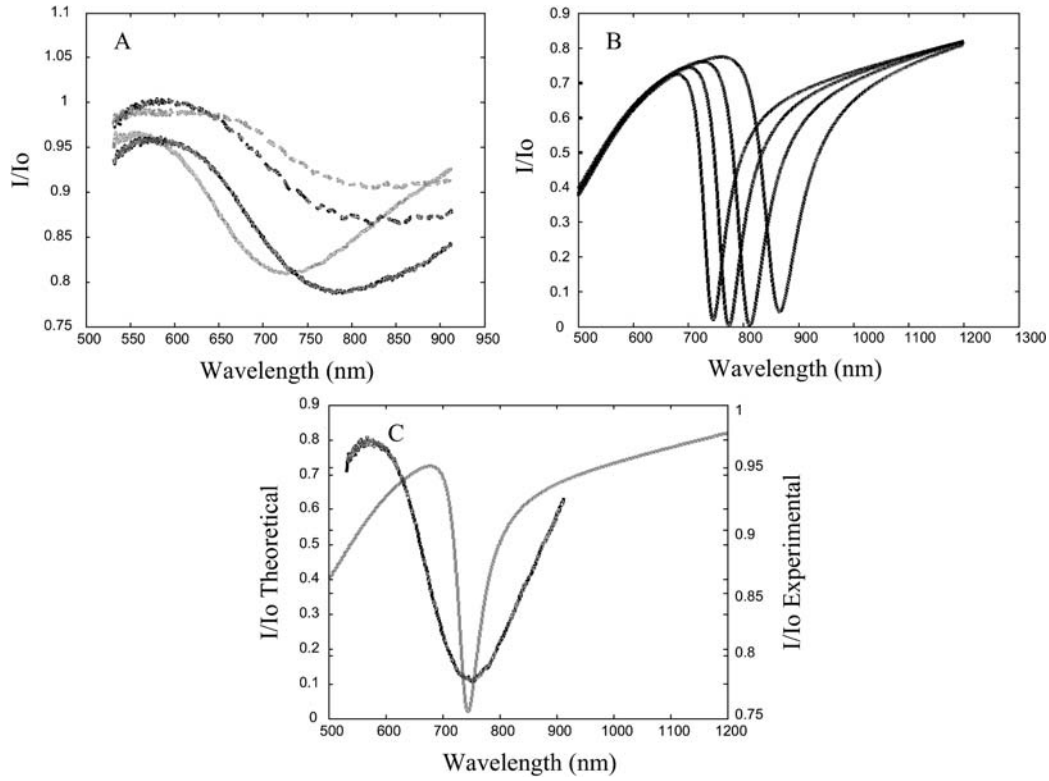 A
I/Io
1.1
1.05
1
0.95
0.9
0.85
0.8
0.75
500 550 600 650 700 750 800 850 900 950
Wavelength (nm)
B
I/Io
0.9
0.8
0.7
0.6
0.5
0.4
0.3
0.2
0.1
0
500 600 700 800 900 1000 1100 1200 1300
Wavelength (nm)
C
I/Io Theoretical
0.9
0.8
0.7
0.6
0.5
0.4
0.3
0.2
0.1
0
1
0.95
0.9
0.85
0.8
0.75
I/Io Experimental
500 600 700 800 900 1000 1100 1200
Wavelength (nm)